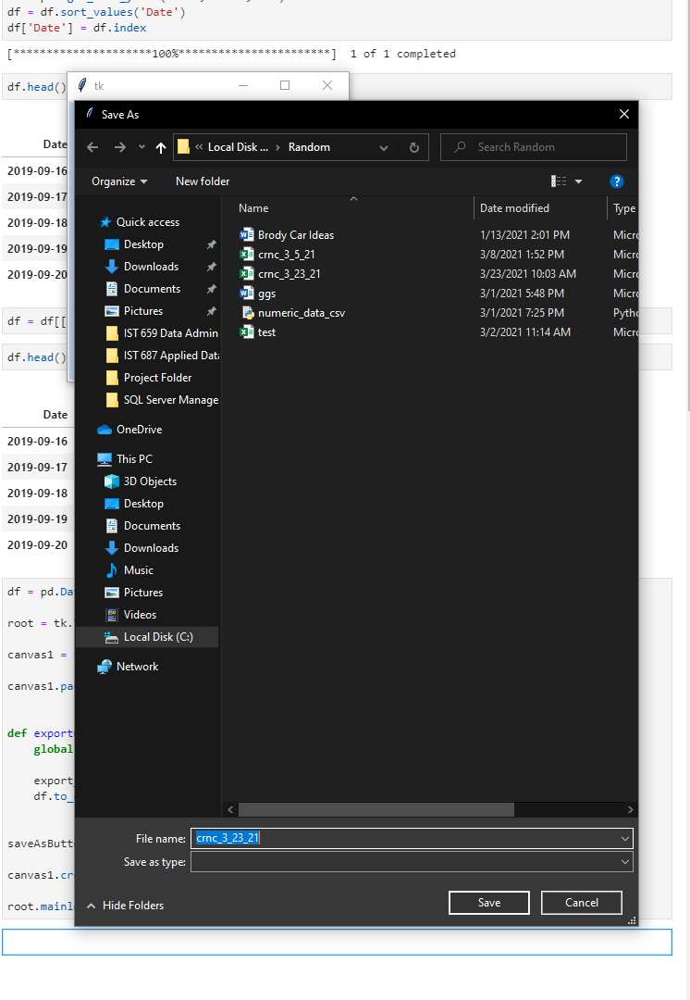 df = df.sort_values('Date')
df['Date'] = df.index
[*********************100%***********************]  1 of 1 completed
df.head()
tk
Save As
« Local Disk ... › Random
Search Random
Organize
New folder
Date
2019-09-16
2019-09-17
2019-09-18
2019-09-19
2019-09-20
Name
Date modified
Type
Quick access
Desktop
Downloads
Documents
Pictures
IST 659 Data Admin
IST 687 Applied Data
Project Folder
SQL Server Manage
OneDrive
This PC
3D Objects
Desktop
Documents
Downloads
Music
Pictures
Videos
Local Disk (C:)
Network
Brody Car Ideas 1/13/2021 2:01 PM Micro
crnc_3_5_21 3/8/2021 1:52 PM Micro
crnc_3_23_21 3/23/2021 10:03 AM Micro
ggs 3/1/2021 5:48 PM Micro
numeric_data_csv 3/1/2021 7:25 PM Pytho
test 3/2/2021 11:14 AM Micro
df = df[[
df.head()
Date
2019-09-16
2019-09-17
2019-09-18
2019-09-19
2019-09-20
df = pd.Da
root = tk.
canvas1 =
canvas1.pa
def export
global
export_
df.to_
saveAsButt
canvas1.cr
root.mainl
File name: crnc_3_23_21
Save as type:
Hide Folders
Save
Cancel